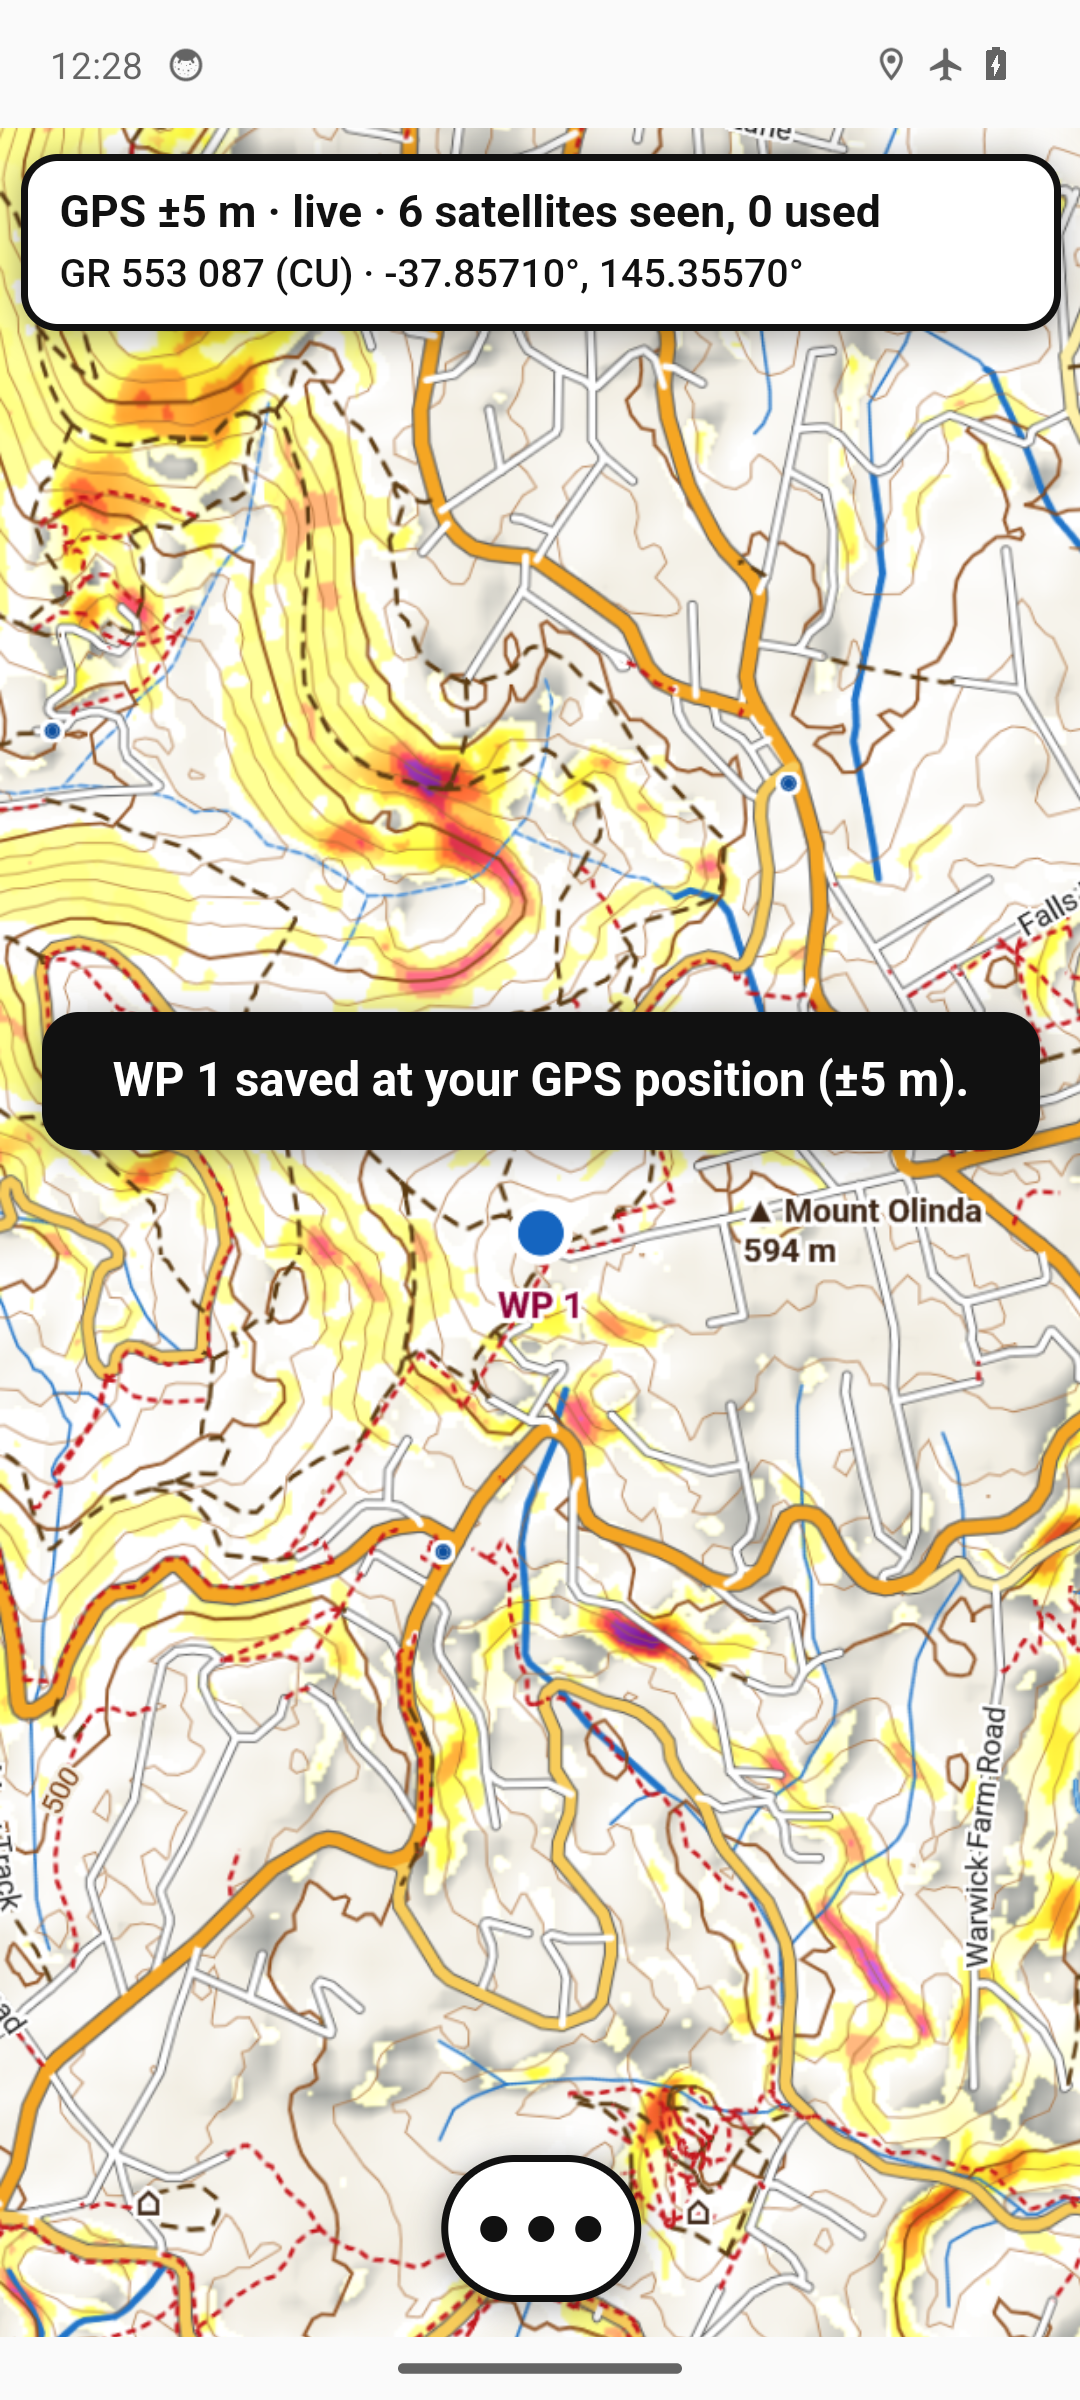 12:28
GPS ±5 m · live · 6 satellites seen, 0 used
GR 553 087 (CU) · -37.85710°, 145.35570°
Falls
WP 1 saved at your GPS position (±5 m).
Mount Olinda
594 m
WP 1
500
Track
Warwick Farm Road